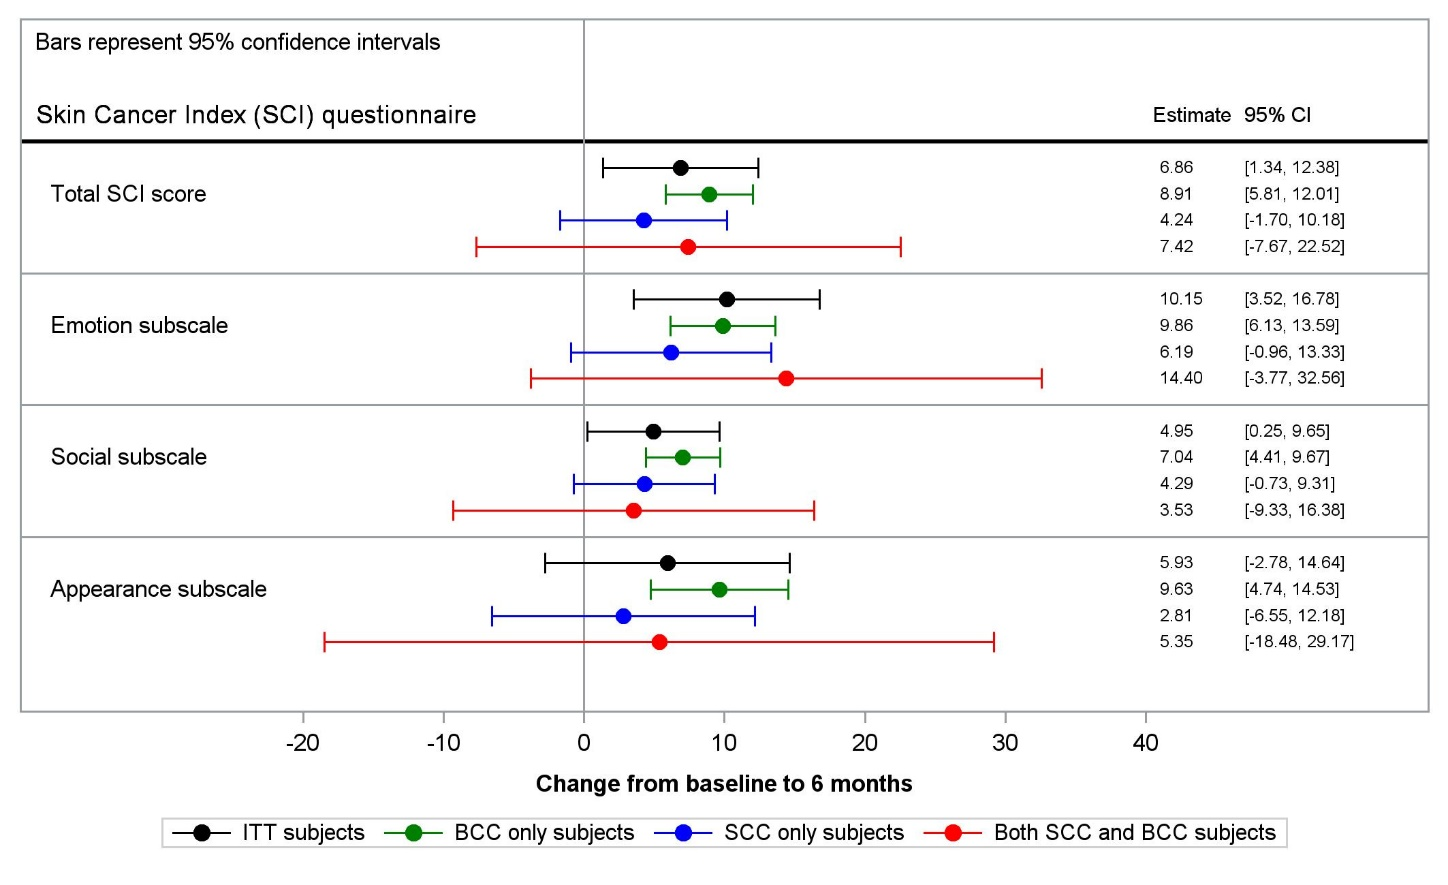 Bars represent 95% confidence intervals
Skin Cancer Index (SCI) questionnaire Estimate 95% CI
6.86 [1.34, 12.38]
Total SCI score 8.91 [5.81, 12.01]
4.24 [-1.70, 10.18]
7.42 [-7.67, 22.52]
10.15 [3.52, 16.78]
Emotion subscale 9.86 [6.13, 13.59]
6.19 [-0.96, 13.33]
14.40 [-3.77, 32.56]
4.95 [0.25, 9.65]
Social subscale 7.04 [4.41, 9.67]
4.29 [-0.73, 9.31]
3.53 [-9.33, 16.38]
5.93 [-2.78, 14.64]
Appearance subscale 9.63 [4.74, 14.53]
2.81 [-6.55, 12.18]
5.35 [-18.48, 29.17]
-20 -10 0 10 20 30 40
Change from baseline to 6 months
ITT subjects BCC only subjects SCC only subjects Both SCC and BCC subjects